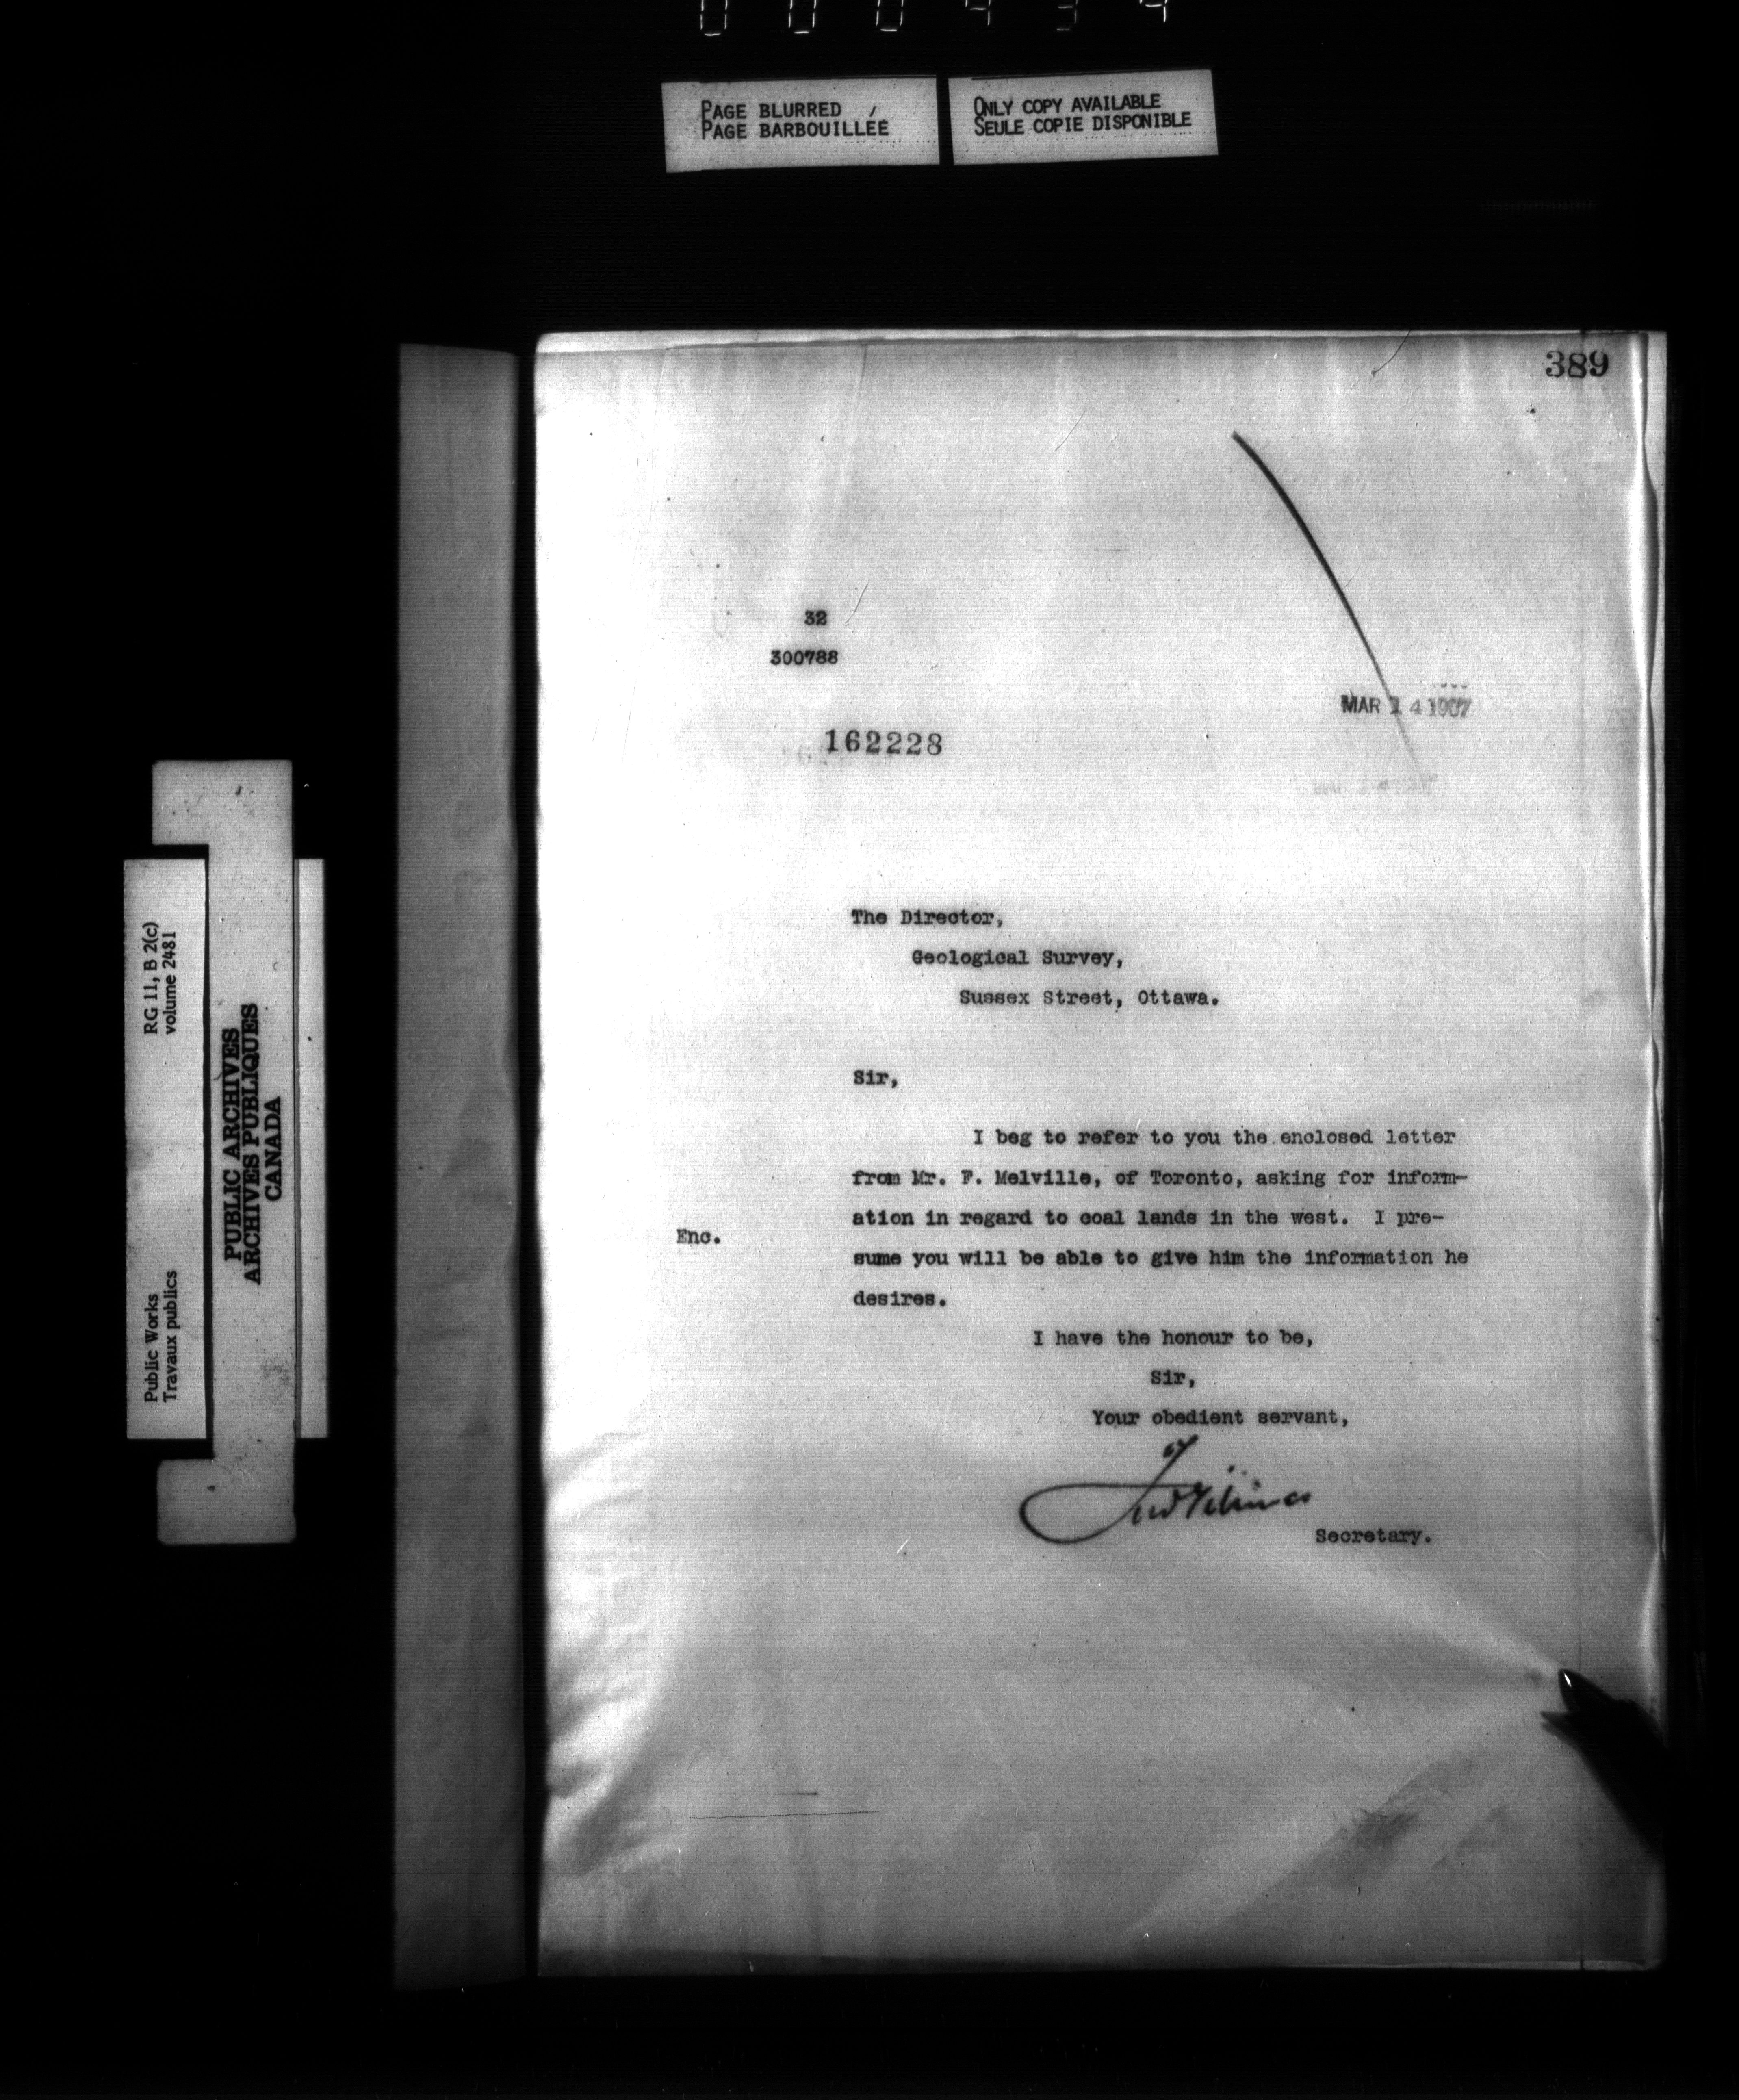 PAGE BLURRED
PAGE BARBOUILLÉE
ONLY COPY AVAILABLE
SEULE COPIE DISPONIBLE
389
32
300788
MAR 14 1907
162228
The Director,
Geological Survey,
Sussex Street, Ottawa.
Sir,
I beg to refer to you the enclosed letter
from Mr. F. Melville, of Toronto, asking for inform-
ation in regard to coal lands in the west. I pre-
Enc.
sume you will be able to give him the information he
desires.
I have the honour to be,
Sir,
Your obedient servant,
Secretary.
RG 11, B 2(c)
volume 2481
Public Works
Travaux publics
PUBLIC ARCHIVES
ARCHIVES PUBLIQUES
CANADA